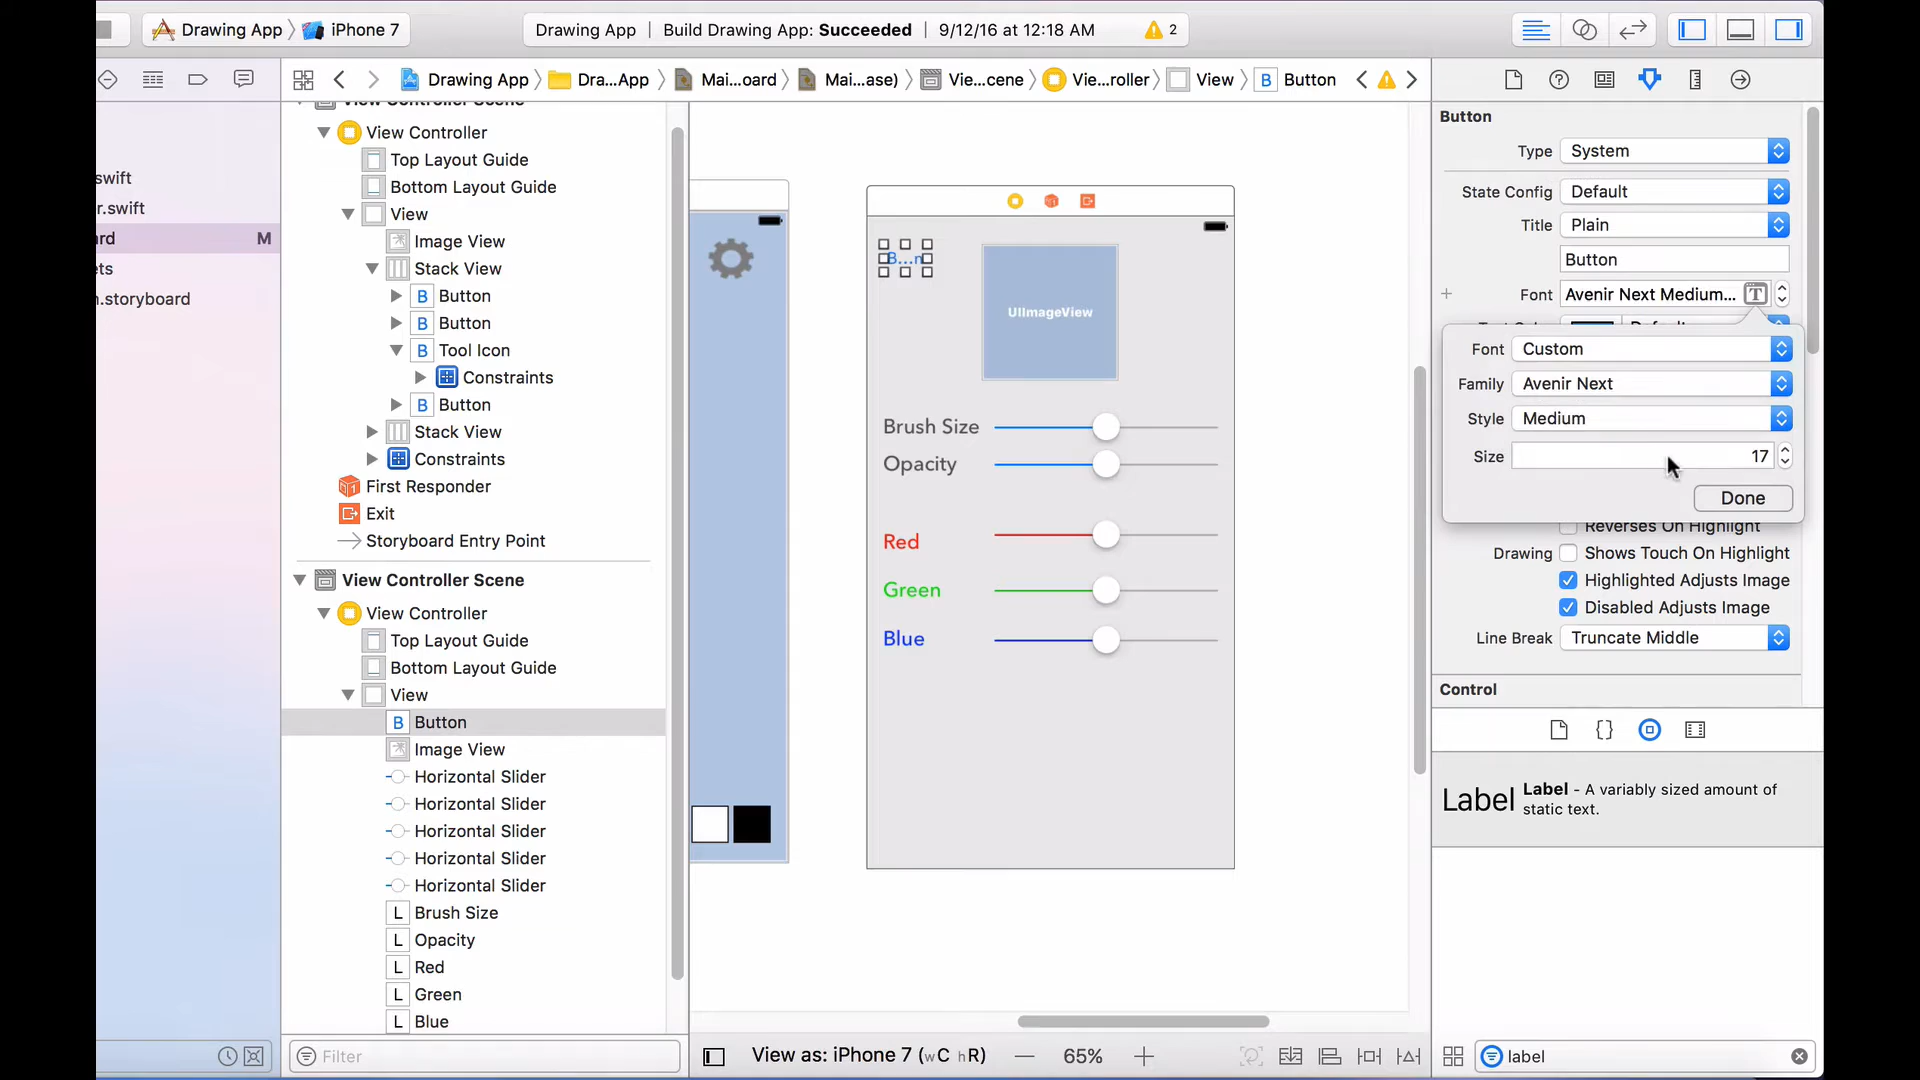 Drawing App
iPhone 7
Drawing App | Build Drawing App: Succeeded | 9/12/16 at 12:18 AM
2
Drawing App
Dra...App
Mai...oard
Mai...ase)
Vie...cene
Vie...roller
View
B Button
swift
r.swift
rd
M
ets
n.storyboard
View Controller Scene
View Controller
Top Layout Guide
Bottom Layout Guide
View
Image View
Stack View
B Button
B Button
B Tool Icon
Constraints
B Button
Stack View
Constraints
First Responder
Exit
Storyboard Entry Point
View Controller Scene
View Controller
Top Layout Guide
Bottom Layout Guide
View
B Button
Image View
Horizontal Slider
Horizontal Slider
Horizontal Slider
Horizontal Slider
Horizontal Slider
L Brush Size
L Opacity
L Red
L Green
L Blue
Filter
B...n
UIImageView
Brush Size
Opacity
Red
Green
Blue
View as: iPhone 7 (wC hR)
65%
Button
Type System
State Config Default
Title Plain
Button
Font Avenir Next Medium... T
Font Custom
Family Avenir Next
Style Medium
Size 17
Done
Reverses On Highlight
Drawing Shows Touch On Highlight
Highlighted Adjusts Image
Disabled Adjusts Image
Line Break Truncate Middle
Control
{}
Label
Label - A variably sized amount of
static text.
label